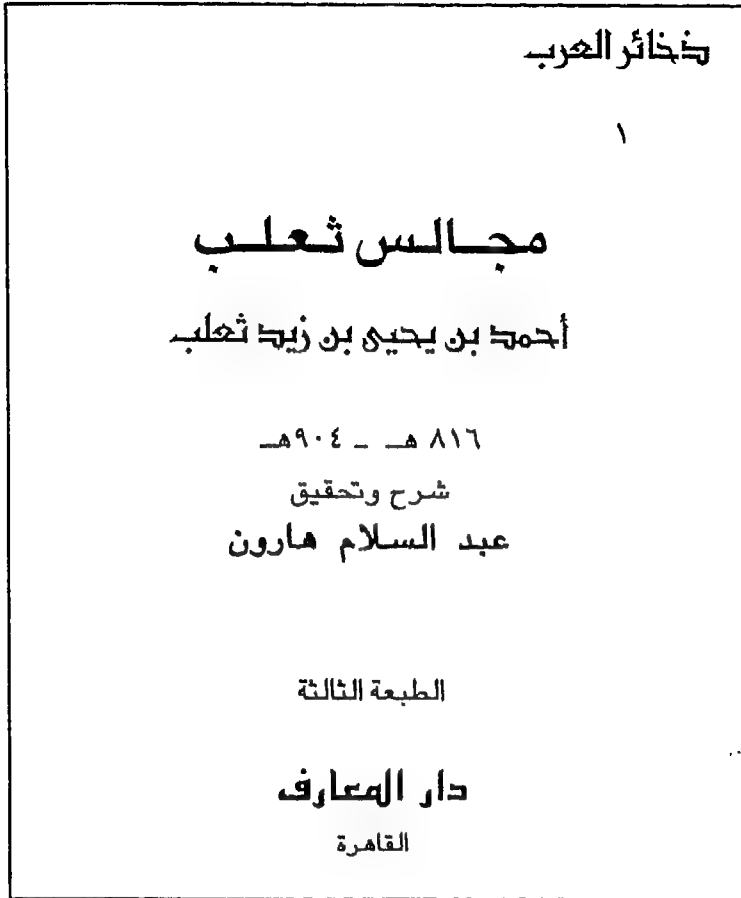 ذخائر العرب
١
مجالس ثعلب
أحمد بن يحيى بن زيد ثعلب
٨١٦ هـ - ٩٠٤هـ
شرح وتحقيق
عبد السلام هارون
الطبعة الثالثة
دار المعارف
القاهرة